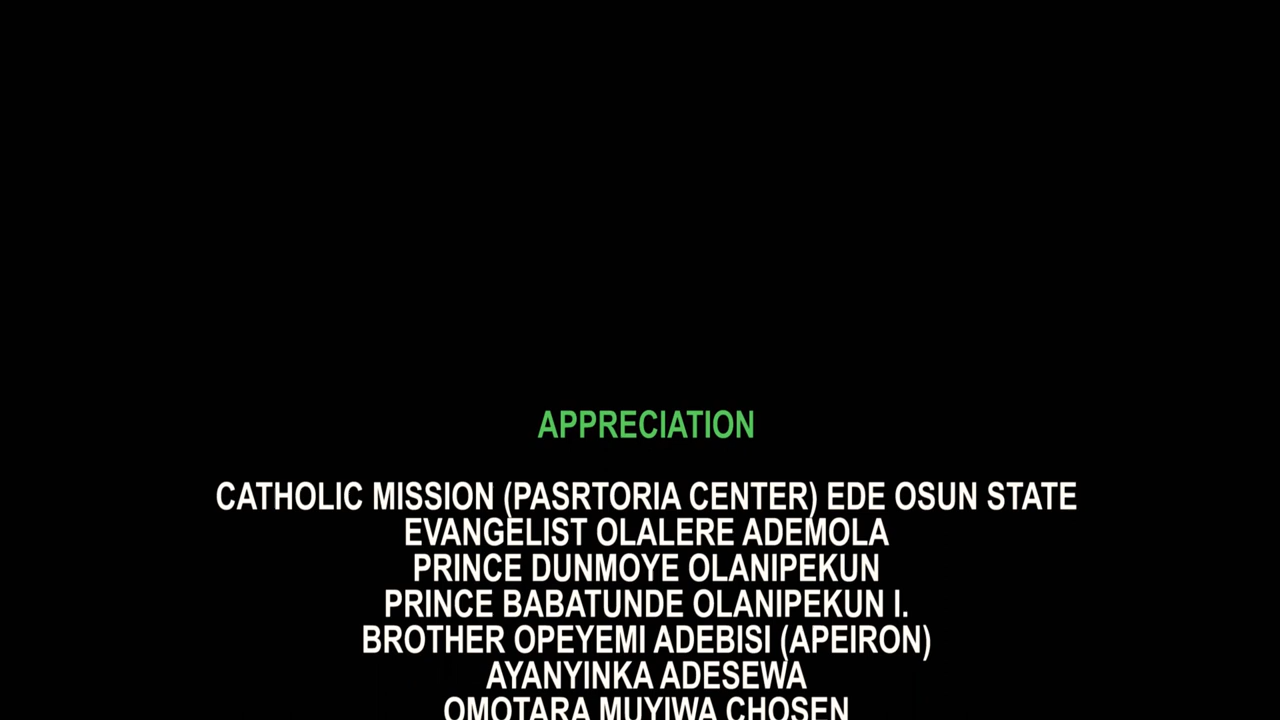 APPRECIATION
CATHOLIC MISSION (PASRTORIA CENTER) EDE OSUN STATE
EVANGELIST OLALERE ADEMOLA
PRINCE DUNMOYE OLANIPEKUN
PRINCE BABATUNDE OLANIPEKUN I.
BROTHER OPEYEMI ADEBISI (APEIRON)
AYANYINKA ADESEWA
OMOTARA MUYIWA CHOSEN